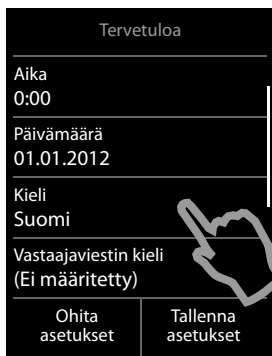 Tervetuloa
Aika
0:00
Päivämäärä
01.01.2012
Kieli
Suomi
Vastaajaviestin kieli
(Ei määritetty)
Ohita
asetukset
Tallenna
asetukset